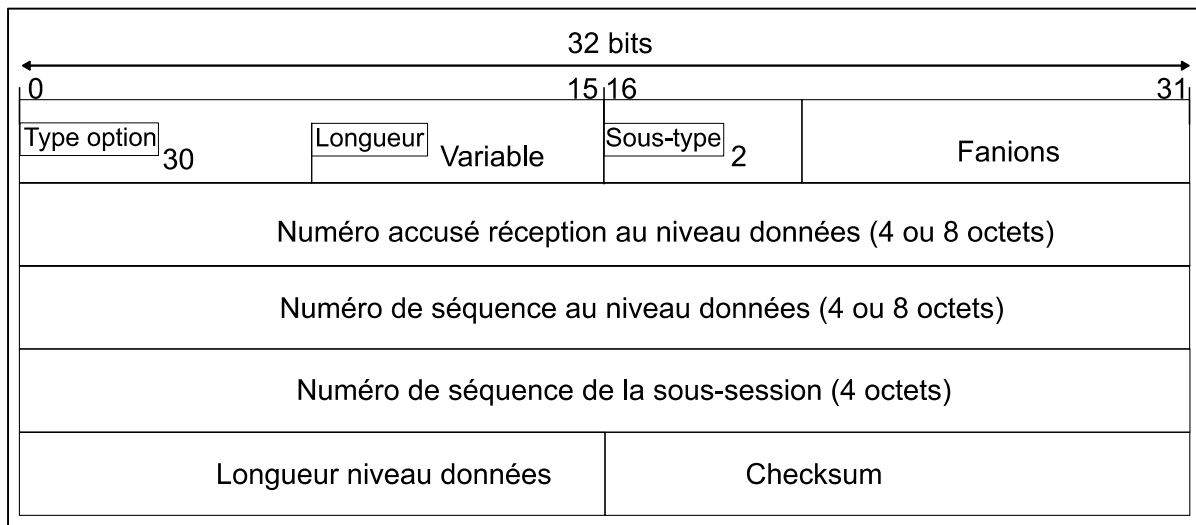 32 bits
0 15 16 31
Type option 30 Longueur Variable Sous-type 2 Fanions
Numéro accusé réception au niveau données (4 ou 8 octets)
Numéro de séquence au niveau données (4 ou 8 octets)
Numéro de séquence de la sous-session (4 octets)
Longueur niveau données Checksum